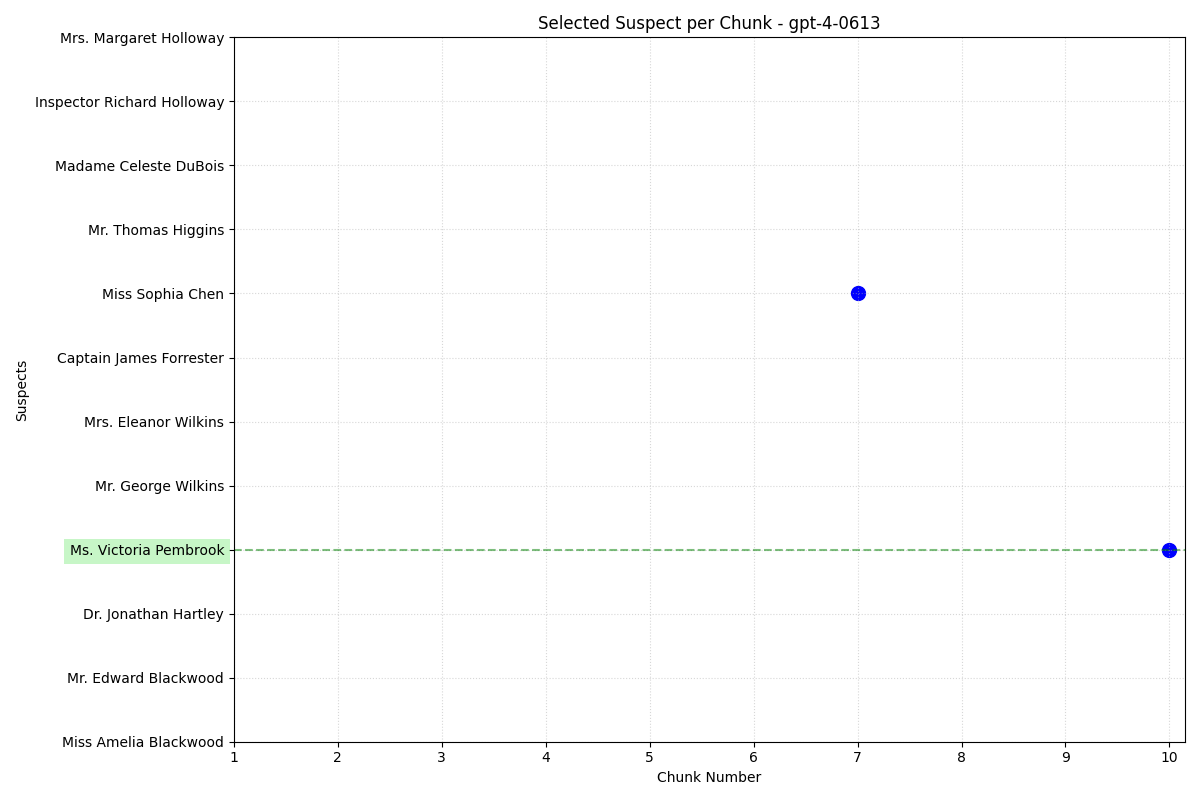 Selected Suspect per Chunk - gpt-4-0613
Mrs. Margaret Holloway
Inspector Richard Holloway
Madame Celeste DuBois
Mr. Thomas Higgins
Miss Sophia Chen
Captain James Forrester
Mrs. Eleanor Wilkins
Mr. George Wilkins
Ms. Victoria Pembrook
Dr. Jonathan Hartley
Mr. Edward Blackwood
Miss Amelia Blackwood
Suspects
1 2 3 4 5 6 7 8 9 10
Chunk Number